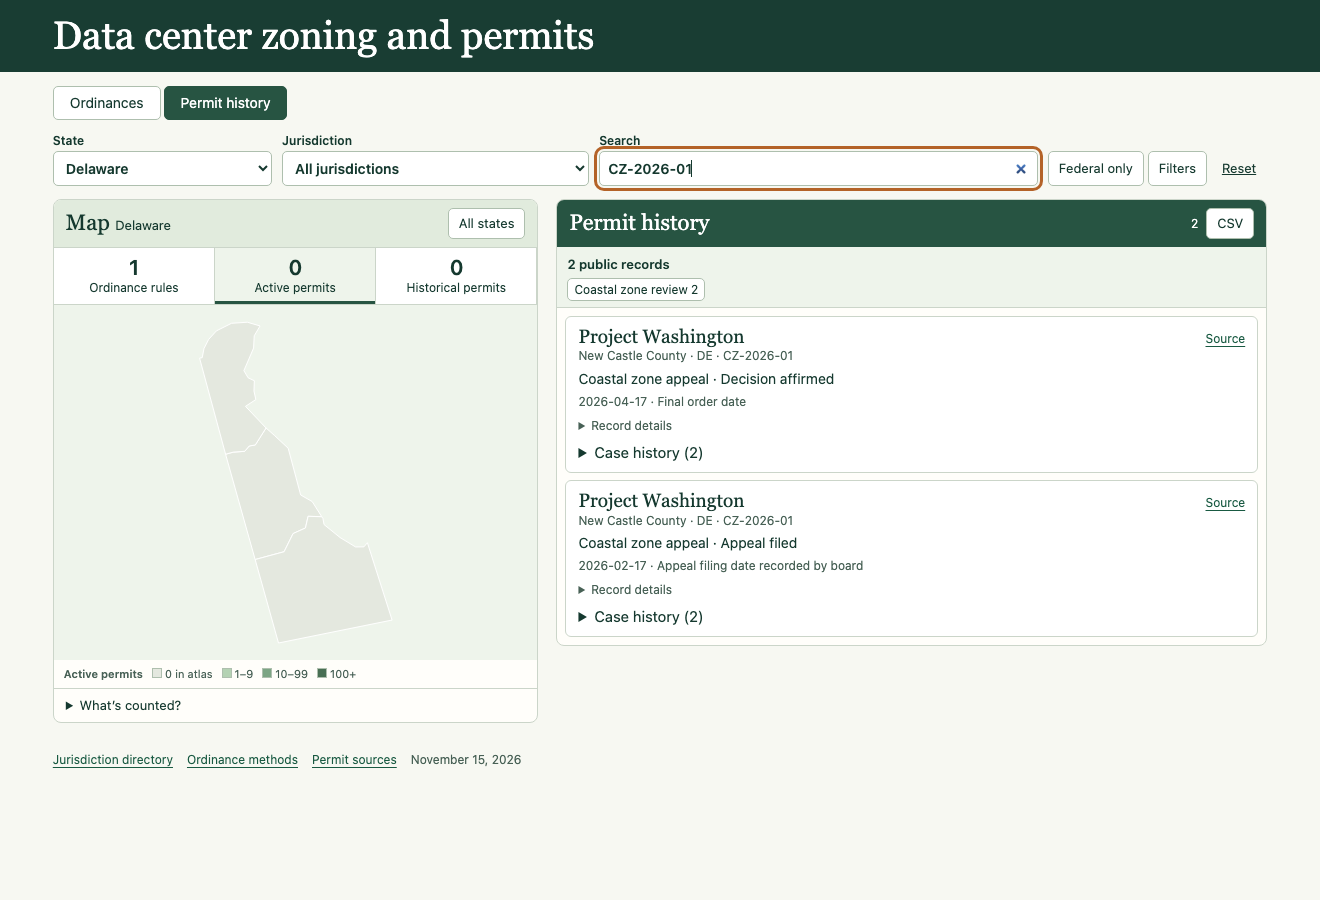 Data center zoning and permits
Ordinances
Permit history
State
Jurisdiction
Search
Delaware
All jurisdictions
CZ-2026-01
Federal only
Filters
Reset
Map Delaware
All states
1
Ordinance rules
0
Active permits
0
Historical permits
Active permits 0 in atlas 1–9 10–99 100+
What's counted?
Permit history
2
CSV
2 public records
Coastal zone review 2
Project Washington
Source
New Castle County · DE · CZ-2026-01
Coastal zone appeal · Decision affirmed
2026-04-17 · Final order date
Record details
Case history (2)
Project Washington
Source
New Castle County · DE · CZ-2026-01
Coastal zone appeal · Appeal filed
2026-02-17 · Appeal filing date recorded by board
Record details
Case history (2)
Jurisdiction directory Ordinance methods Permit sources November 15, 2026